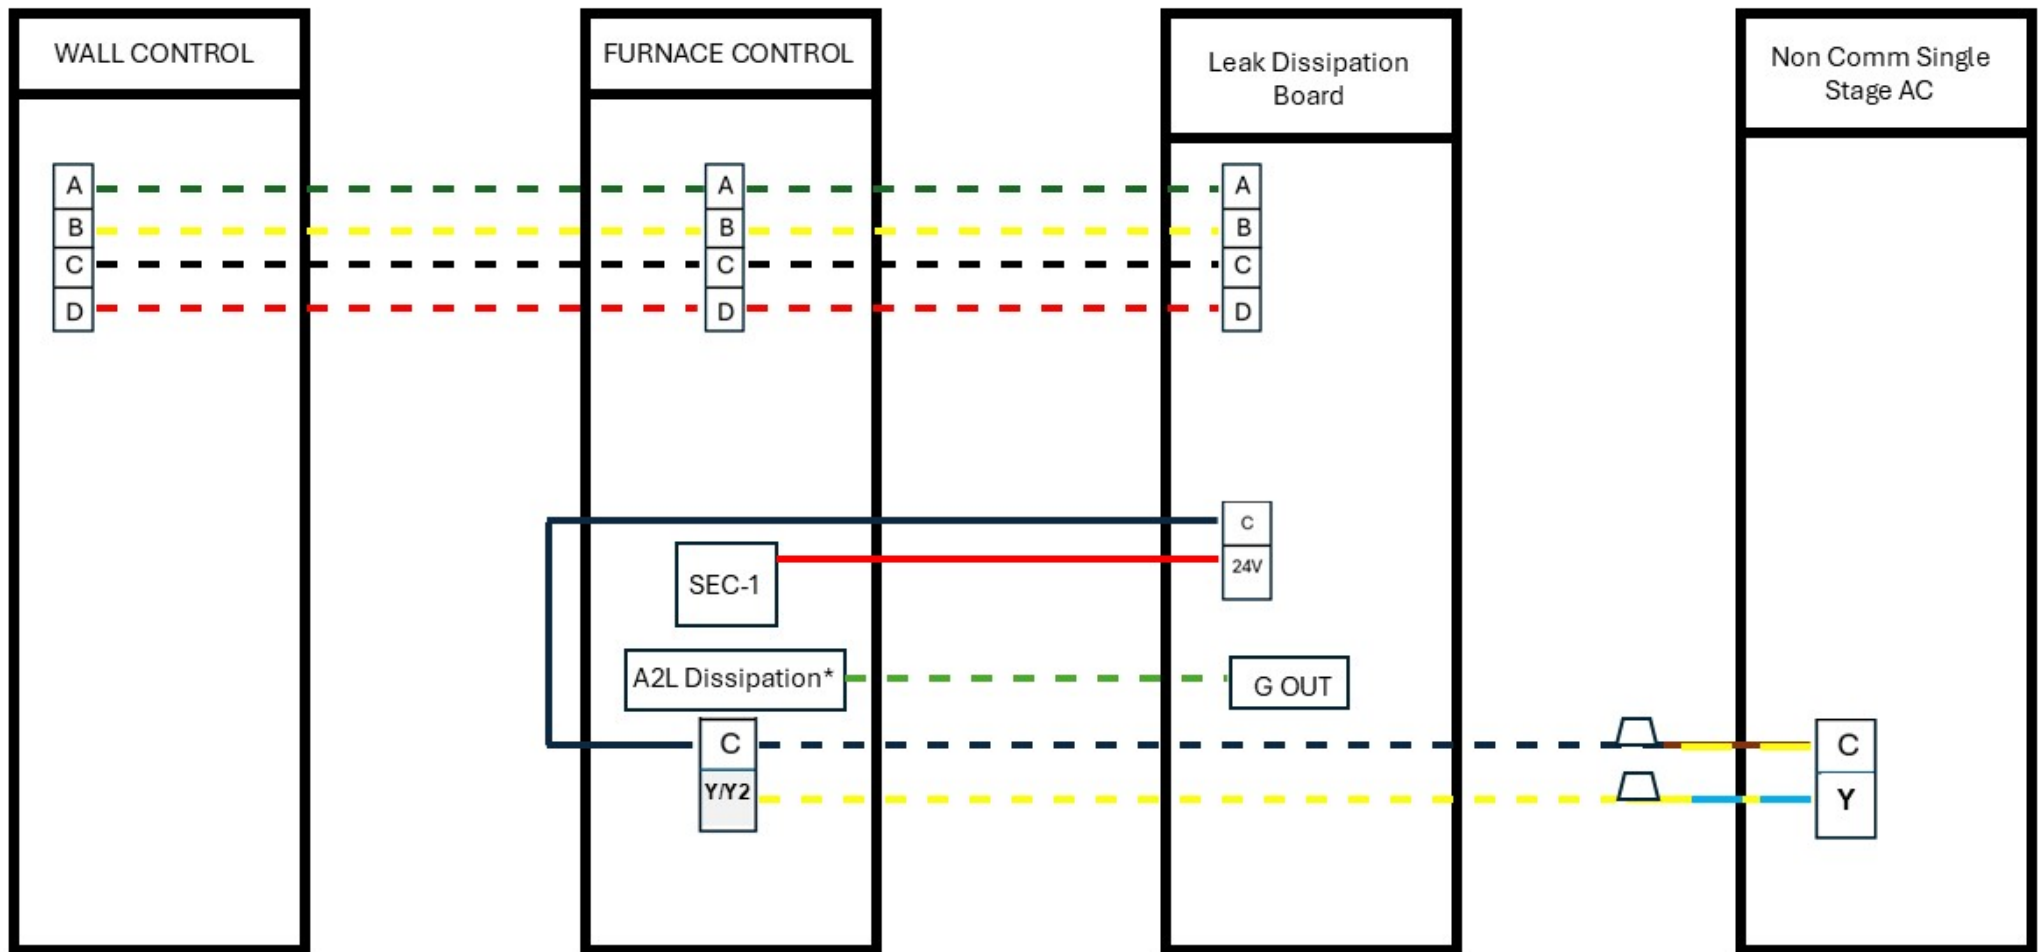 WALL CONTROL
FURNACE CONTROL
Leak Dissipation
Board
Non Comm Single
Stage AC
A
A
A
B
B
B
C
C
C
D
D
D
C
24V
SEC-1
A2L Dissipation*
G OUT
C
C
Y/Y2
Y